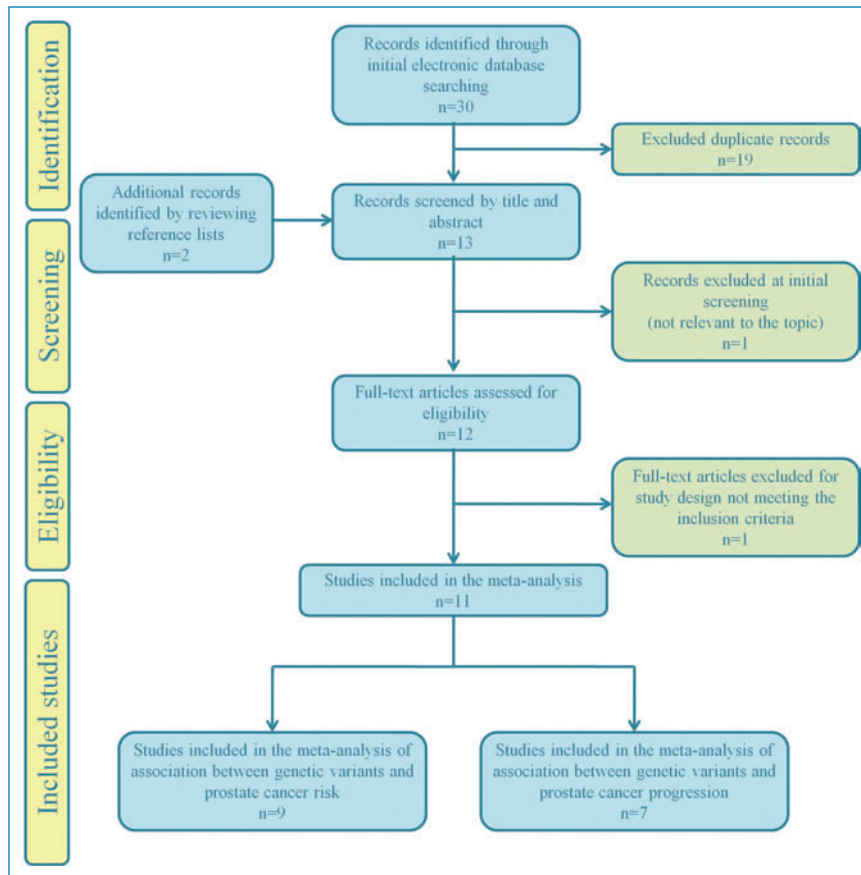 Identification
Records identified through
initial electronic database
searching
n=30
Excluded duplicate records
n=19
Additional records
identified by reviewing
reference lists
n=2
Records screened by title and
abstract
n=13
Screening
Records excluded at initial
screening
(not relevant to the topic)
n=1
Full-text articles assessed for
eligibility
n=12
Eligibility
Full-text articles excluded for
study design not meeting the
inclusion criteria
n=1
Studies included in the meta-analysis
n=11
Included studies
Studies included in the meta-analysis of
association between genetic variants and
prostate cancer risk
n=9
Studies included in the meta-analysis of
association between genetic variants and
prostate cancer progression
n=7